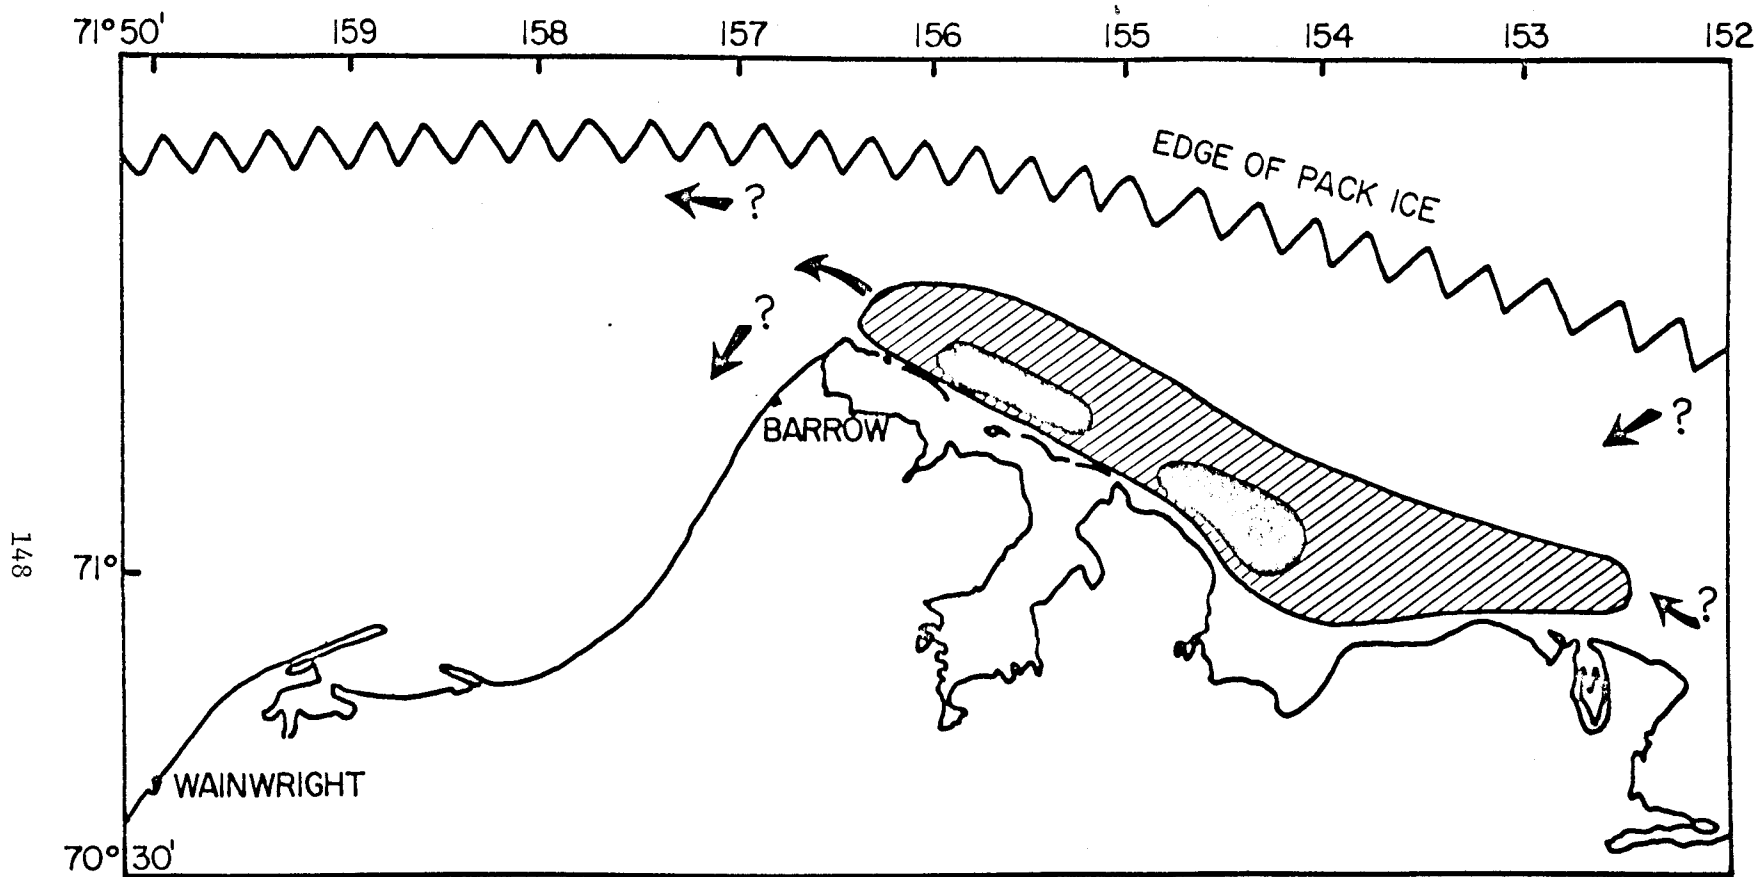 71°50' 159 158 157 156 155 154 153 152
EDGE OF PACK ICE
?
?
?
BARROW
148
71°
?
WAINWRIGHT
70°30'